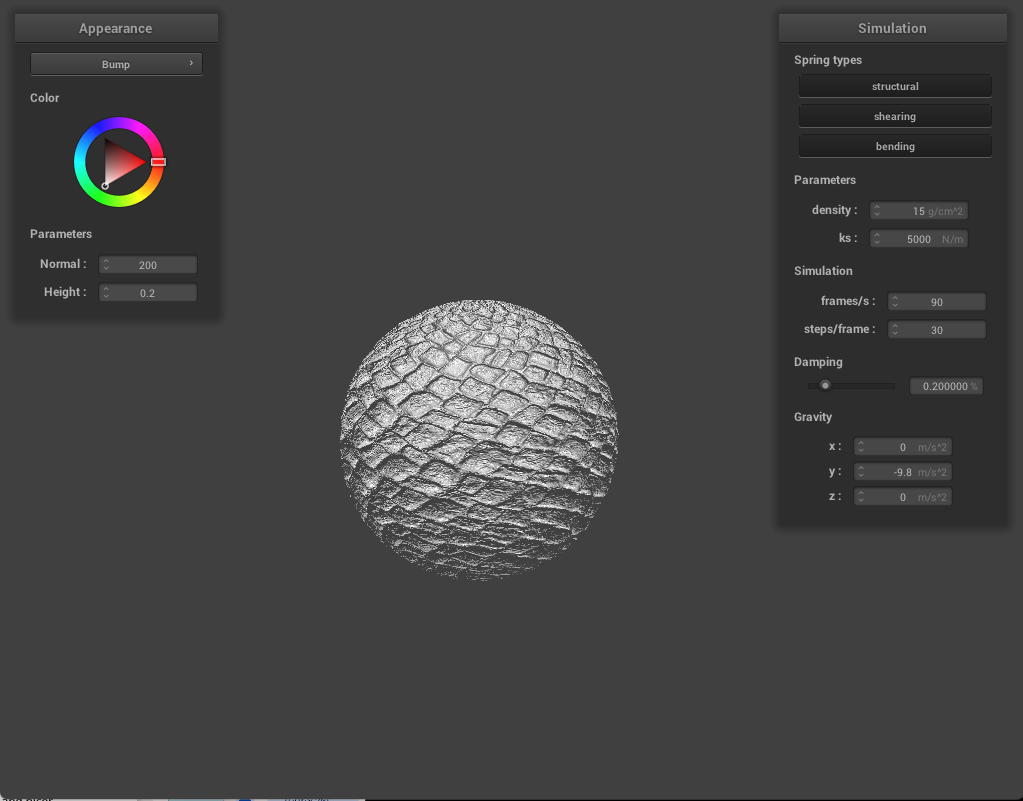 Appearance
Bump
Color
Parameters
Normal : 200
Height : 0.2
Simulation
Spring types
structural
shearing
bending
Parameters
density : 15 g/cm^2
ks : 5000 N/m
Simulation
frames/s : 90
steps/frame : 30
Damping
0.200000 %
Gravity
x : 0 m/s^2
y : -9.8 m/s^2
z : 0 m/s^2